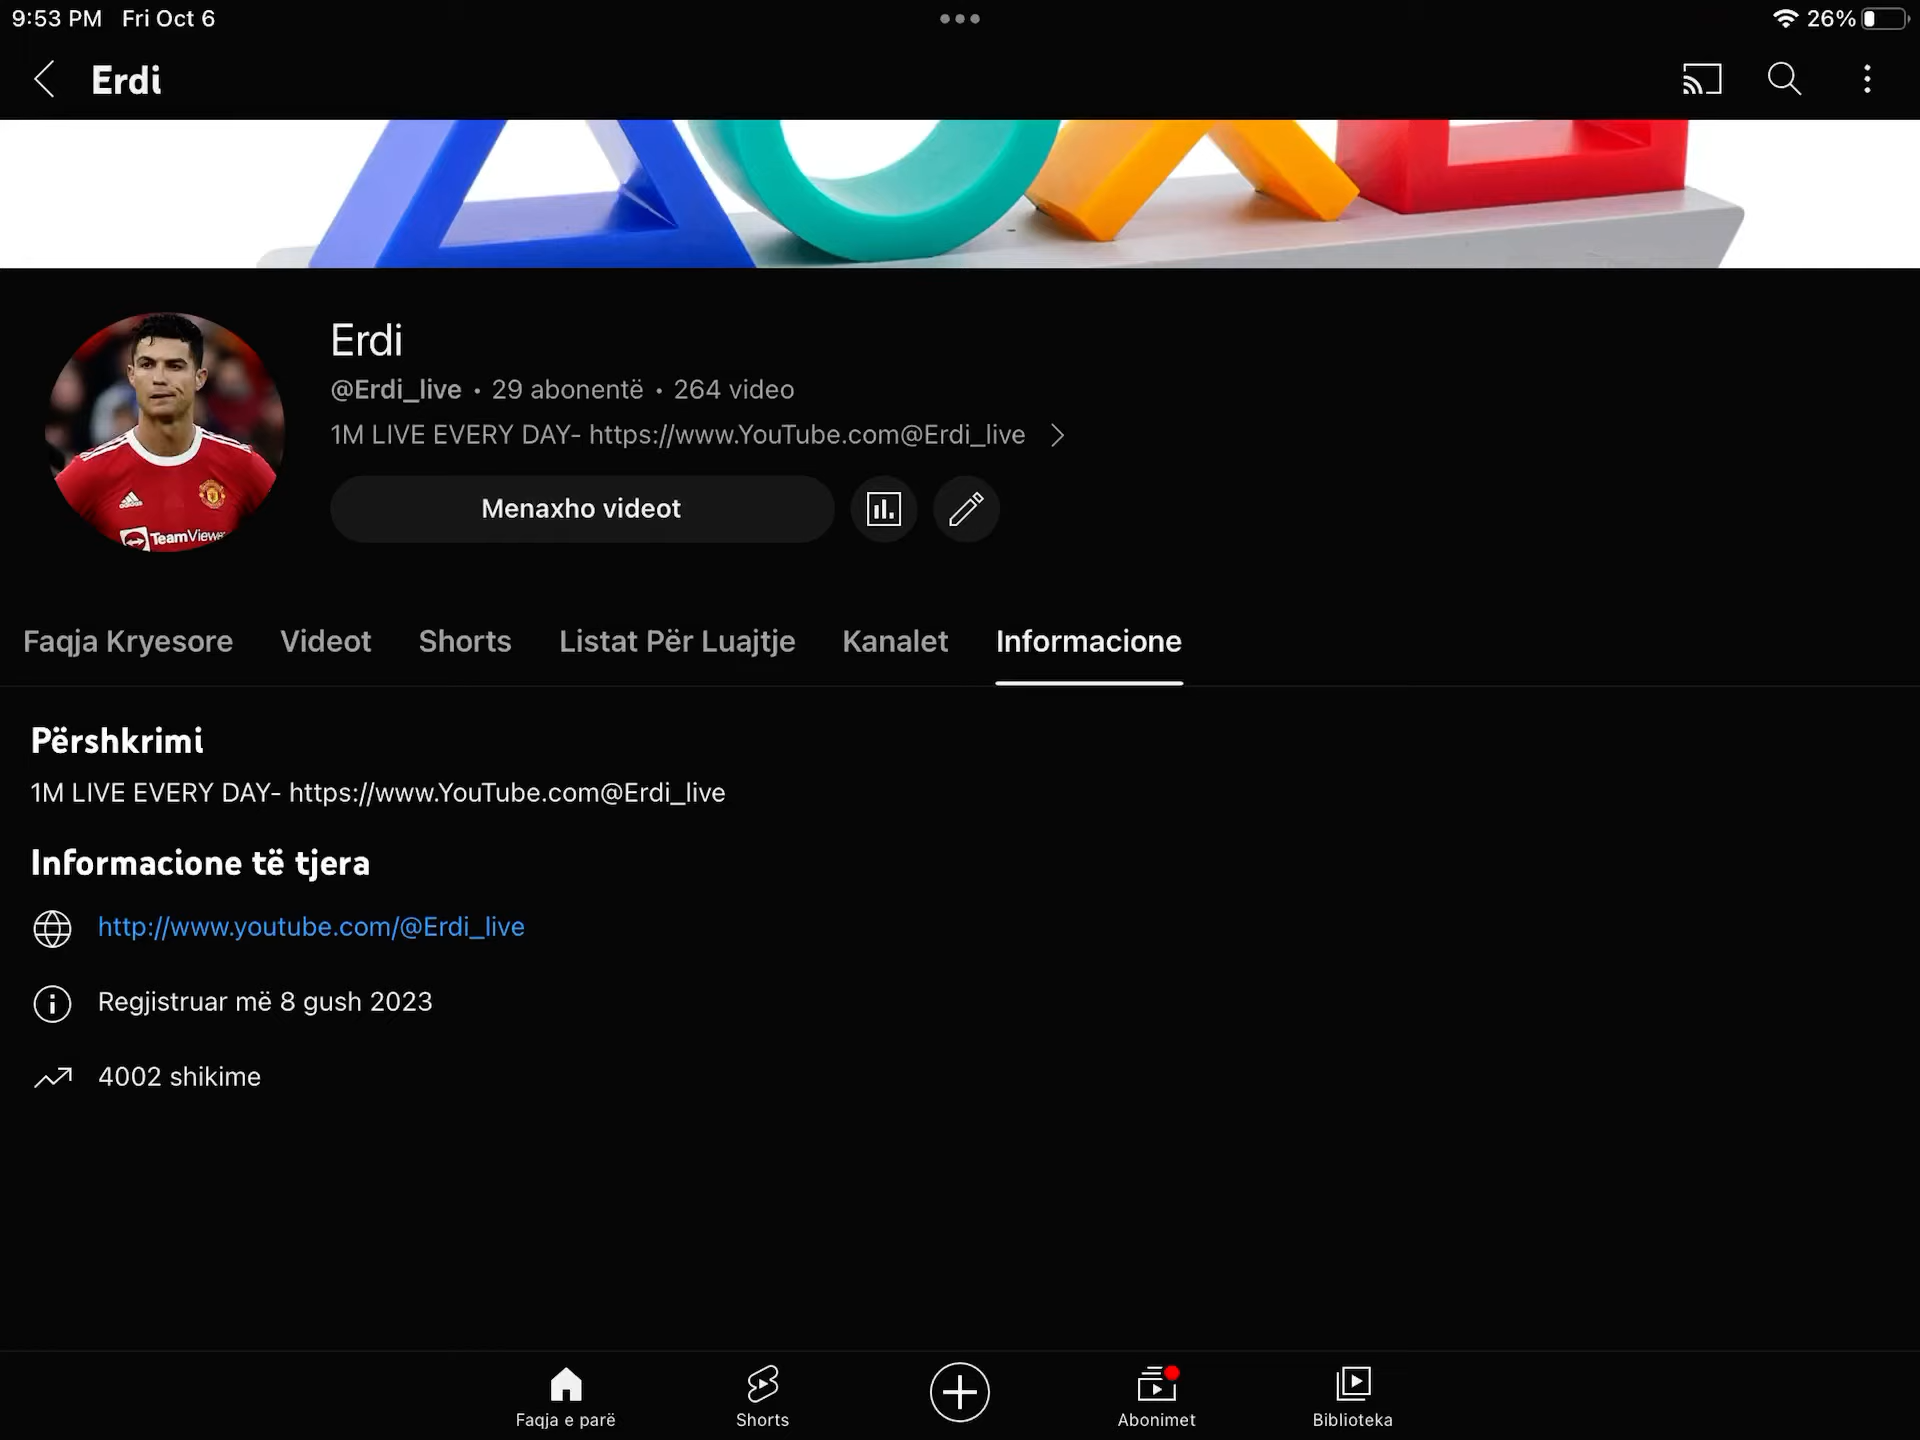 9:53 PM Fri Oct 6
26%
Erdi
Erdi
@Erdi_live • 29 abonentë • 264 video
1M LIVE EVERY DAY- https://www.YouTube.com@Erdi_live
adidas
TeamViewe
Menaxho videot
Faqja Kryesore Videot Shorts Listat Për Luajtje Kanalet Informacione
Përshkrimi
1M LIVE EVERY DAY- https://www.YouTube.com@Erdi_live
Informacione të tjera
http://www.youtube.com/@Erdi_live
Regjistruar më 8 gush 2023
4002 shikime
Faqja e parë Shorts Abonimet Biblioteka